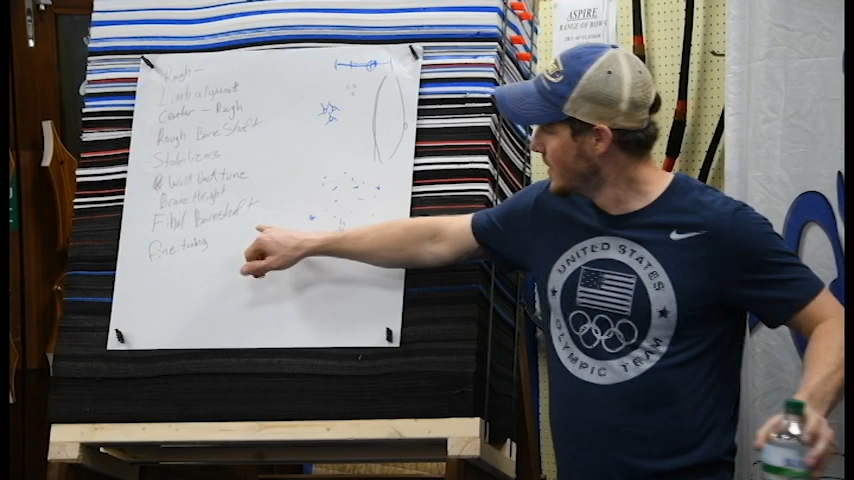 Rough -
Limb alignment
Center - Rough
Rough Bare Shaft
Stabilizers
Walk Back tune
Brace Height
Final Bareshaft
Fine tuning
ASPIRE
RANGE OF BOWS
UNITED STATES
OLYMPIC TEAM